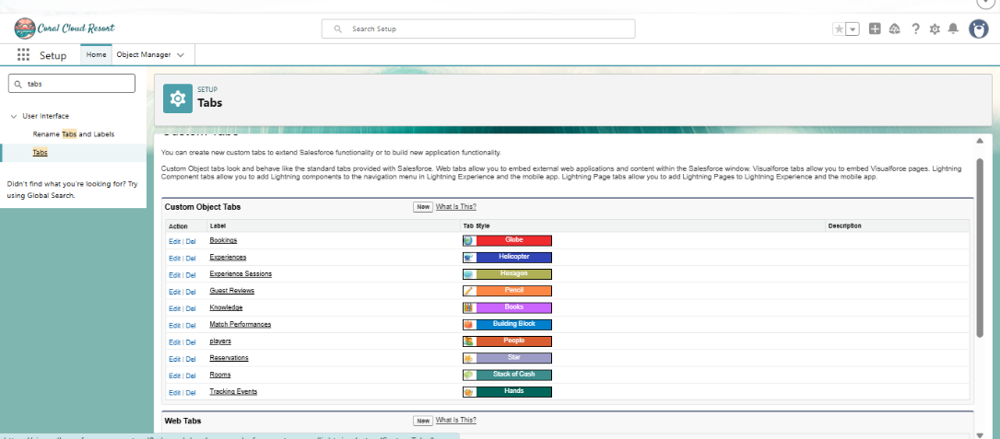 Coral Cloud Resort
Search Setup
Setup
Home
Object Manager
tabs
User Interface
Rename Tabs and Labels
Tabs
Didn't find what you're looking for? Try
using Global Search.
SETUP
Tabs
Custom Tabs
You can create new custom tabs to extend Salesforce functionality or to build new application functionality.
Custom Object tabs look and behave like the standard tabs provided with Salesforce. Web tabs allow you to embed external web applications and content within the Salesforce window. Visualforce tabs allow you to embed Visualforce pages. Lightning
Component tabs allow you to add Lightning components to the navigation menu in Lightning Experience and the mobile app. Lightning Page tabs allow you to add Lightning Pages to Lightning Experience and the mobile app.
Custom Object Tabs New What Is This?
Action Label Tab Style Description
Edit | Del Bookings Globe
Edit | Del Experiences Helicopter
Edit | Del Experience Sessions Hexagon
Edit | Del Guest Reviews Pencil
Edit | Del Knowledge Books
Edit | Del Match Performances Building Block
Edit | Del players People
Edit | Del Reservations Star
Edit | Del Rooms Stack of Cash
Edit | Del Tracking Events Hands
Web Tabs New What Is This?